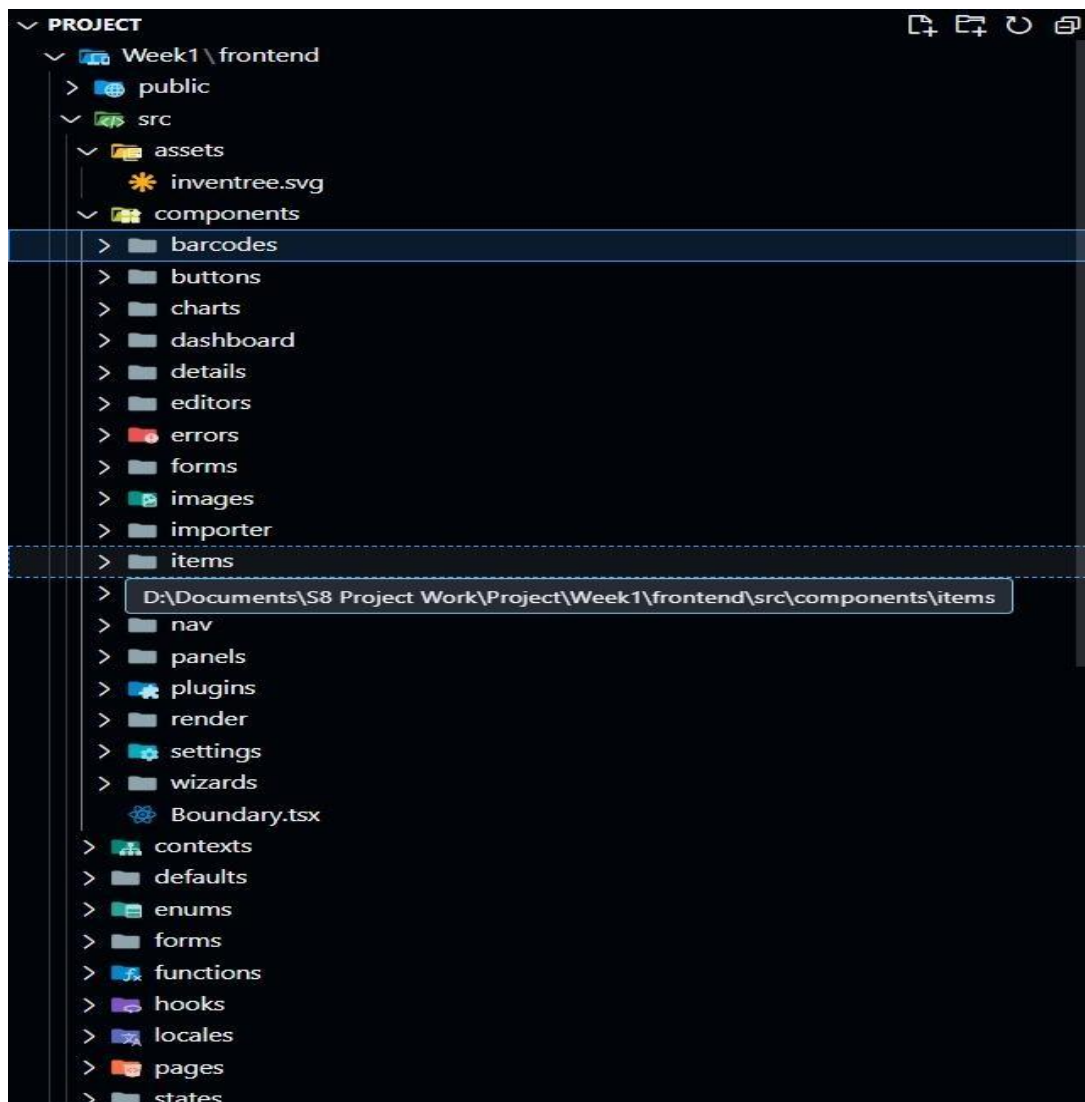 PROJECT
Week1\frontend
public
src
assets
inventree.svg
components
barcodes
buttons
charts
dashboard
details
editors
errors
forms
images
importer
items
D:\Documents\S8 Project Work\Project\Week1\frontend\src\components\items
nav
panels
plugins
render
settings
wizards
Boundary.tsx
contexts
defaults
enums
forms
functions
hooks
locales
pages
states